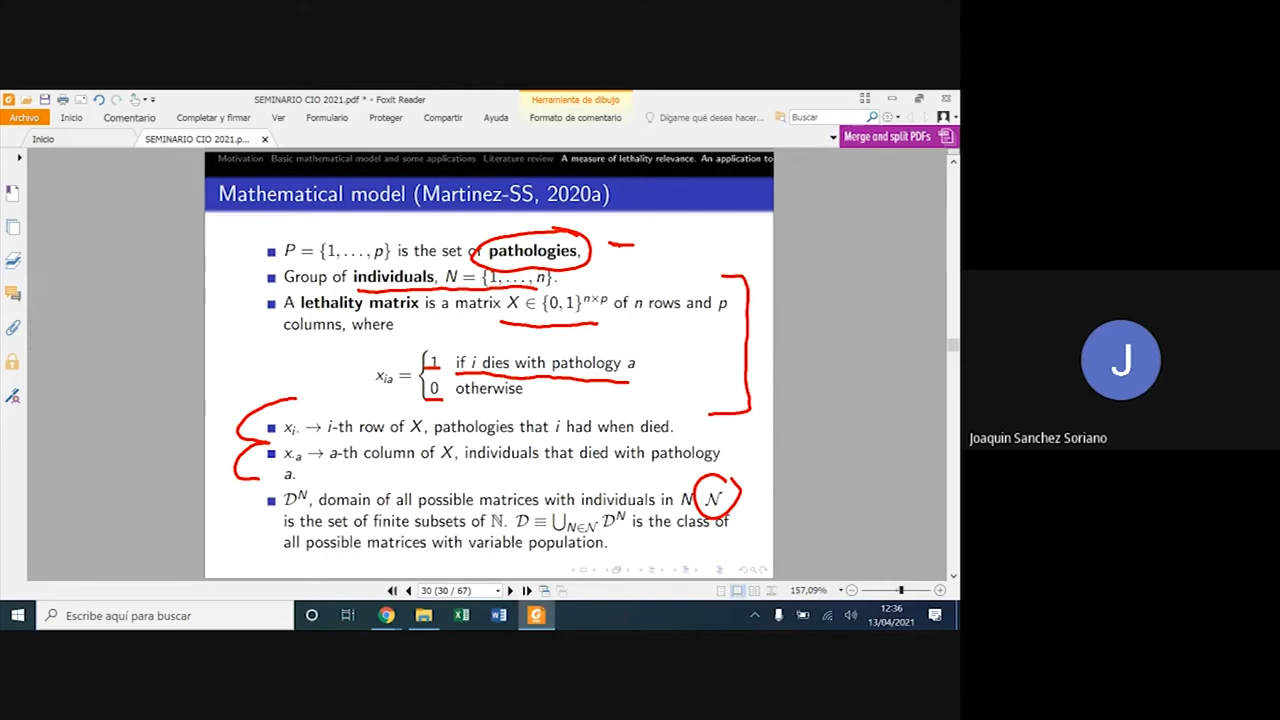 SEMINARIO CIO 2021.pdf * - Foxit Reader
Herramienta de dibujo
Archivo Inicio Comentario Completar y firmar Ver Formulario Proteger Compartir Ayuda Formato de comentario Dígame qué desea hacer... Buscar
Inicio SEMINARIO CIO 2021.p... Merge and split PDFs
Motivation Basic mathematical model and some applications Literature review A measure of lethality relevance. An application to
Mathematical model (Martinez-SS, 2020a)
P = {1, . . . , p} is the set of pathologies,
Group of individuals, N = {1, . . . , n}.
A lethality matrix is a matrix X ∈ {0, 1}^{n×p} of n rows and p
columns, where
1 if i dies with pathology a
x_{ia} =
0 otherwise
x_{i·} → i-th row of X, pathologies that i had when died.
x_{·a} → a-th column of X, individuals that died with pathology
a.
𝒟^N, domain of all possible matrices with individuals in N 𝒩
is the set of finite subsets of ℕ. 𝒟 ≡ ⋃_{N∈𝒩} 𝒟^N is the class of
all possible matrices with variable population.
30 (30 / 67) 157,09%
Escribe aquí para buscar
12:36
13/04/2021
J
Joaquin Sanchez Soriano